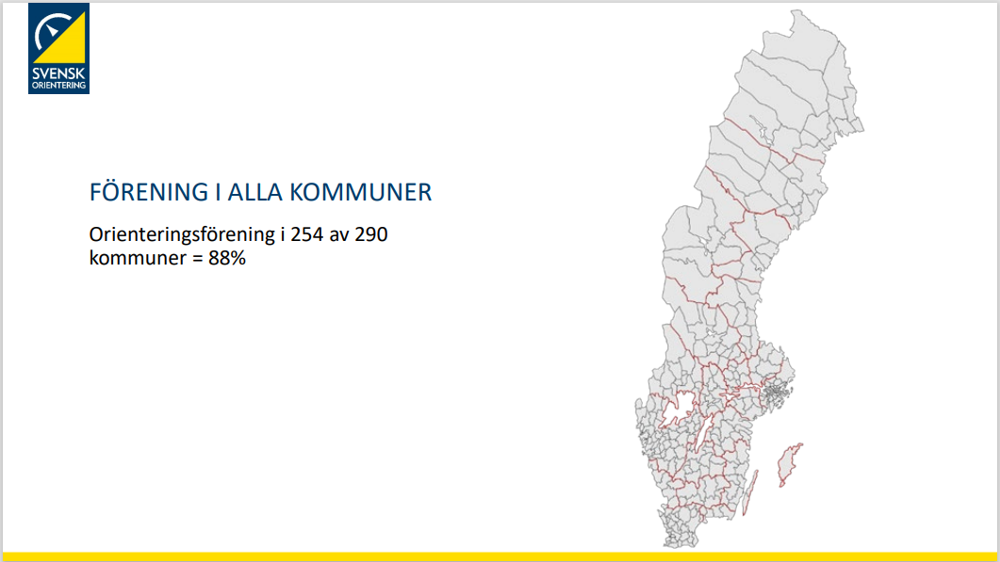 SVENSK
ORIENTERING
FÖRENING I ALLA KOMMUNER
Orienteringsförening i 254 av 290
kommuner = 88%